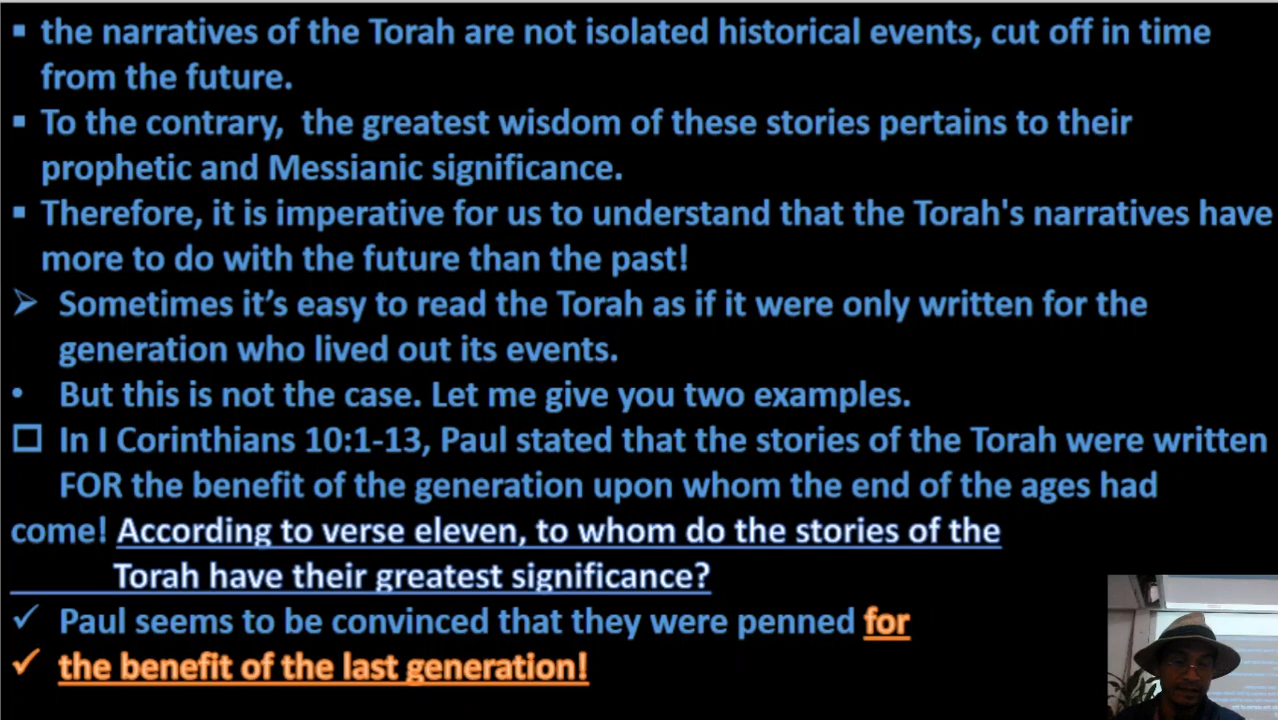 ▪ the narratives of the Torah are not isolated historical events, cut off in time
from the future.
▪ To the contrary, the greatest wisdom of these stories pertains to their
prophetic and Messianic significance.
▪ Therefore, it is imperative for us to understand that the Torah's narratives have
more to do with the future than the past!
➢ Sometimes it’s easy to read the Torah as if it were only written for the
generation who lived out its events.
• But this is not the case. Let me give you two examples.
☐ In I Corinthians 10:1-13, Paul stated that the stories of the Torah were written
FOR the benefit of the generation upon whom the end of the ages had
come! According to verse eleven, to whom do the stories of the
Torah have their greatest significance?
✓ Paul seems to be convinced that they were penned for
✓ the benefit of the last generation!